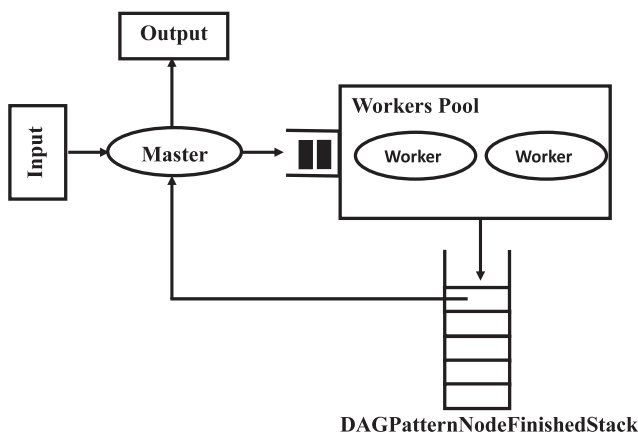 Output
Input
Master
Workers Pool
Worker
Worker
DAGPatternNodeFinishedStack